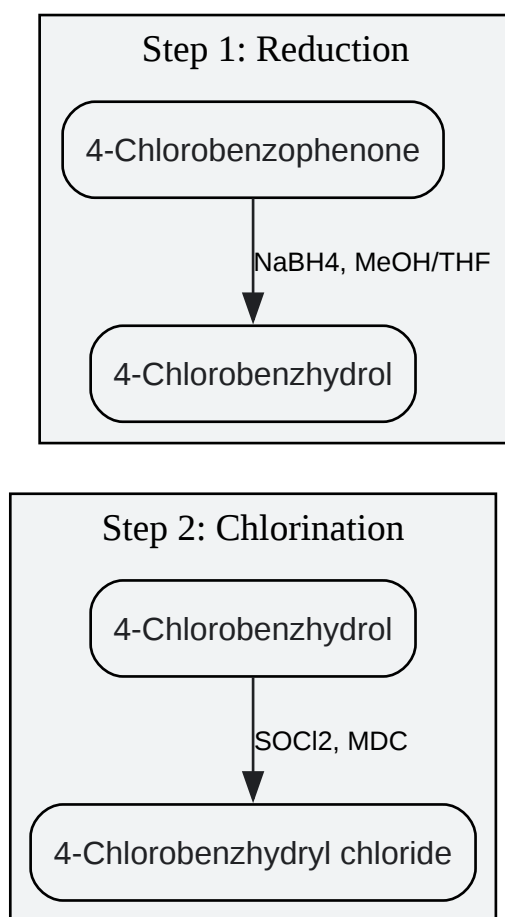 Step 1: Reduction
4-Chlorobenzophenone
NaBH4, MeOH/THF
4-Chlorobenzhydrol
Step 2: Chlorination
4-Chlorobenzhydrol
SOCl2, MDC
4-Chlorobenzhydryl chloride